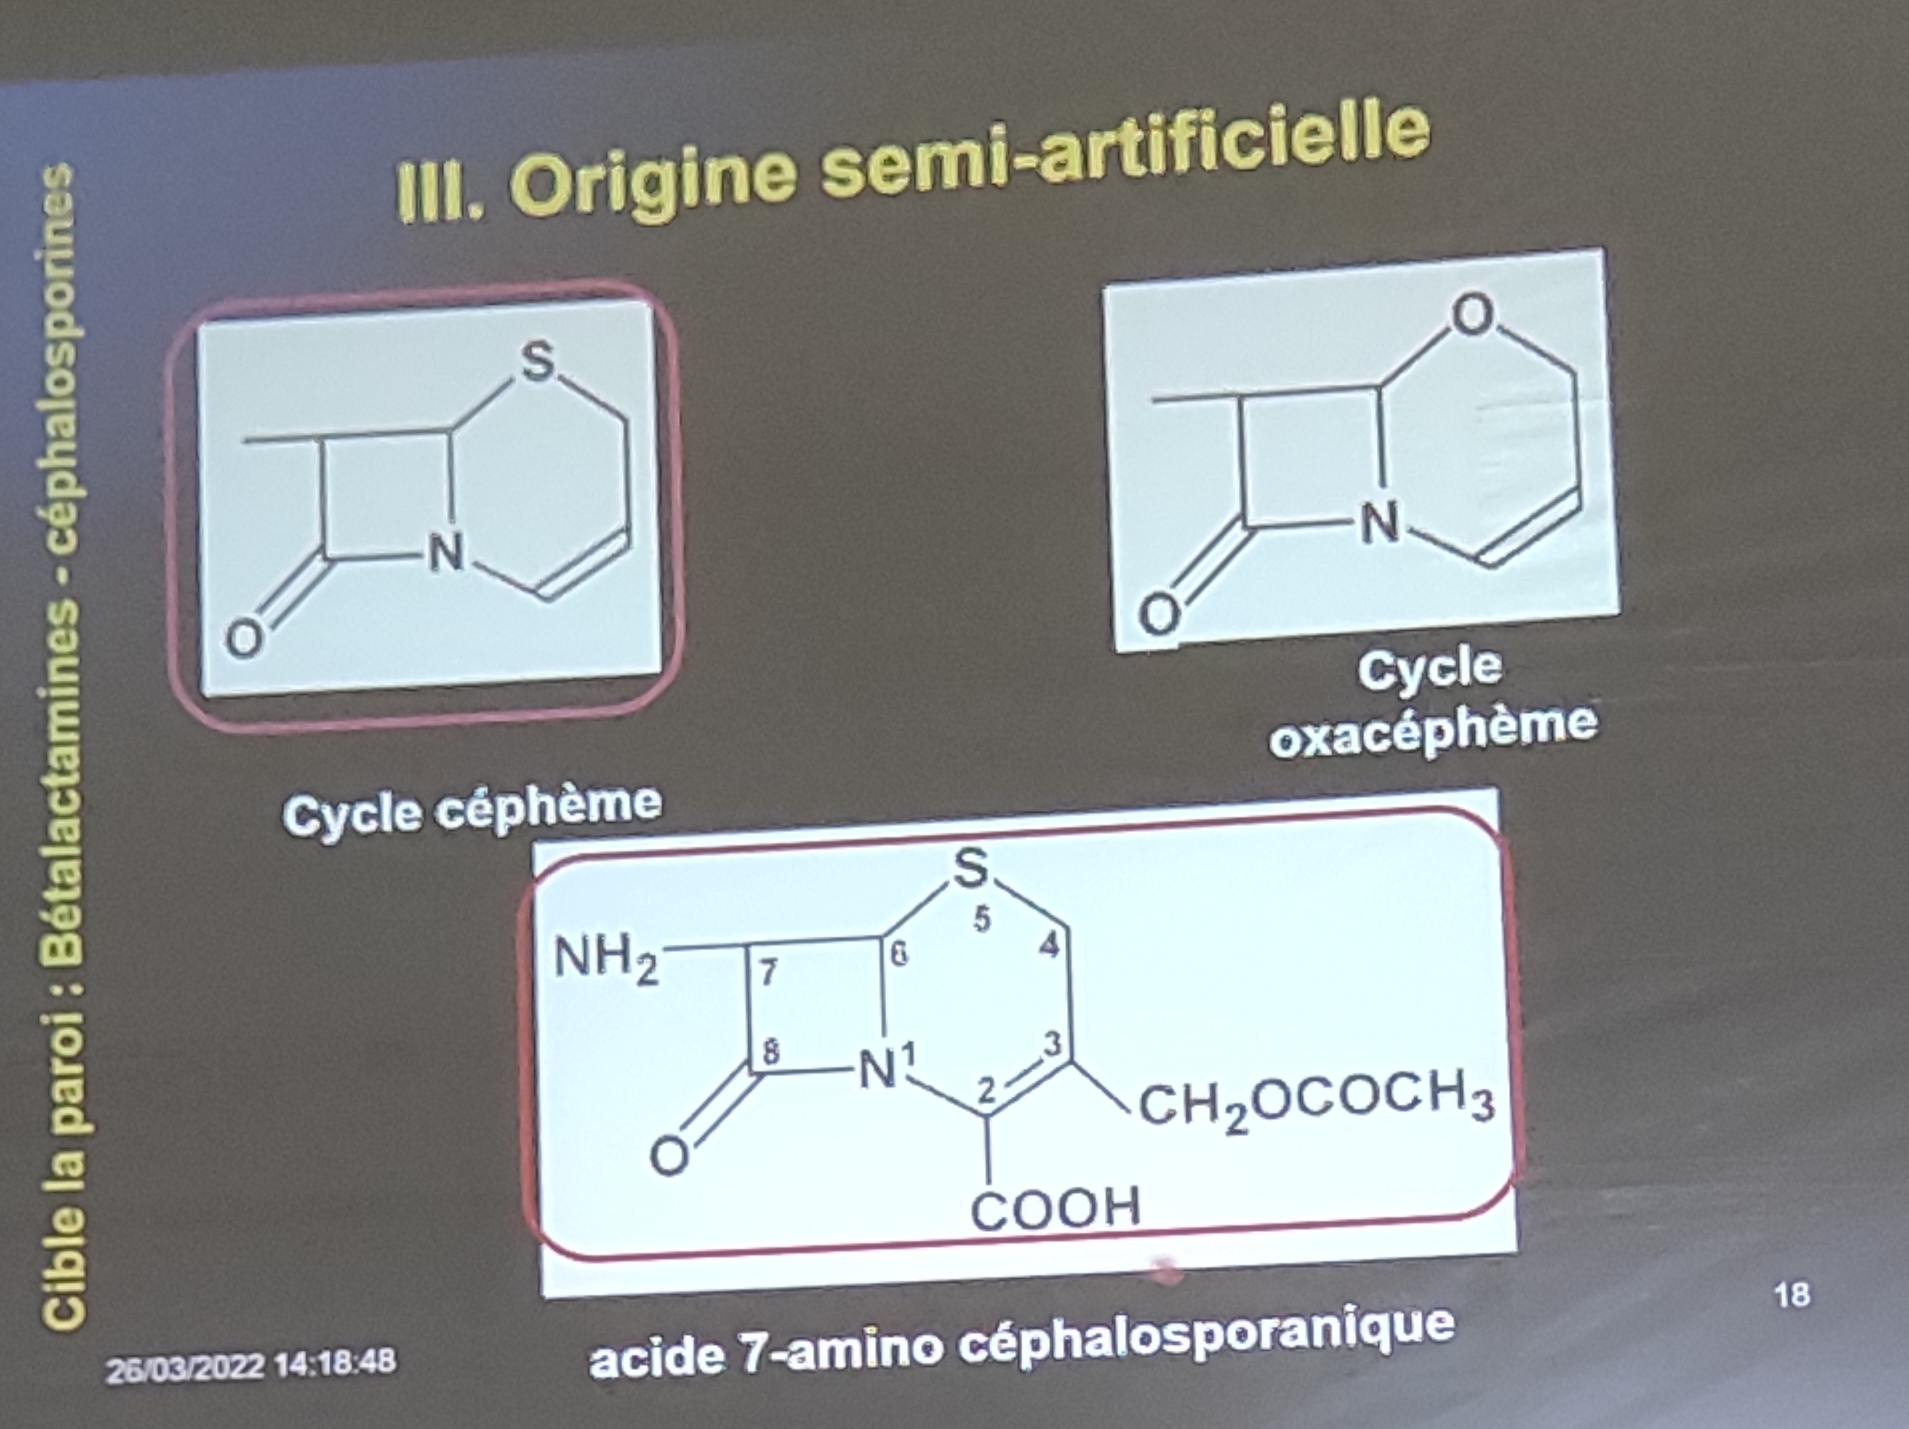 III. Origine semi-artificielle
Cible la paroi : Bétalactamines - céphalosporines
S
N
O
Cycle céphème
O
N
O
Cycle
oxacéphème
S
5
NH2
7
6
4
8
N
1
2
3
O
CH2OCOCH3
COOH
acide 7-amino céphalosporanique
26/03/2022 14:18:48
18